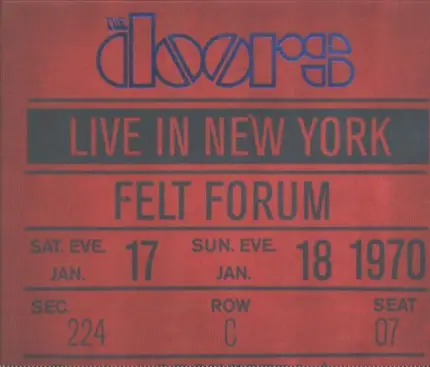 THE
doors
LIVE IN NEW YORK
FELT FORUM
SAT. EVE. JAN. 17 SUN. EVE. JAN. 18 1970
SEC. ROW SEAT
224 C 07